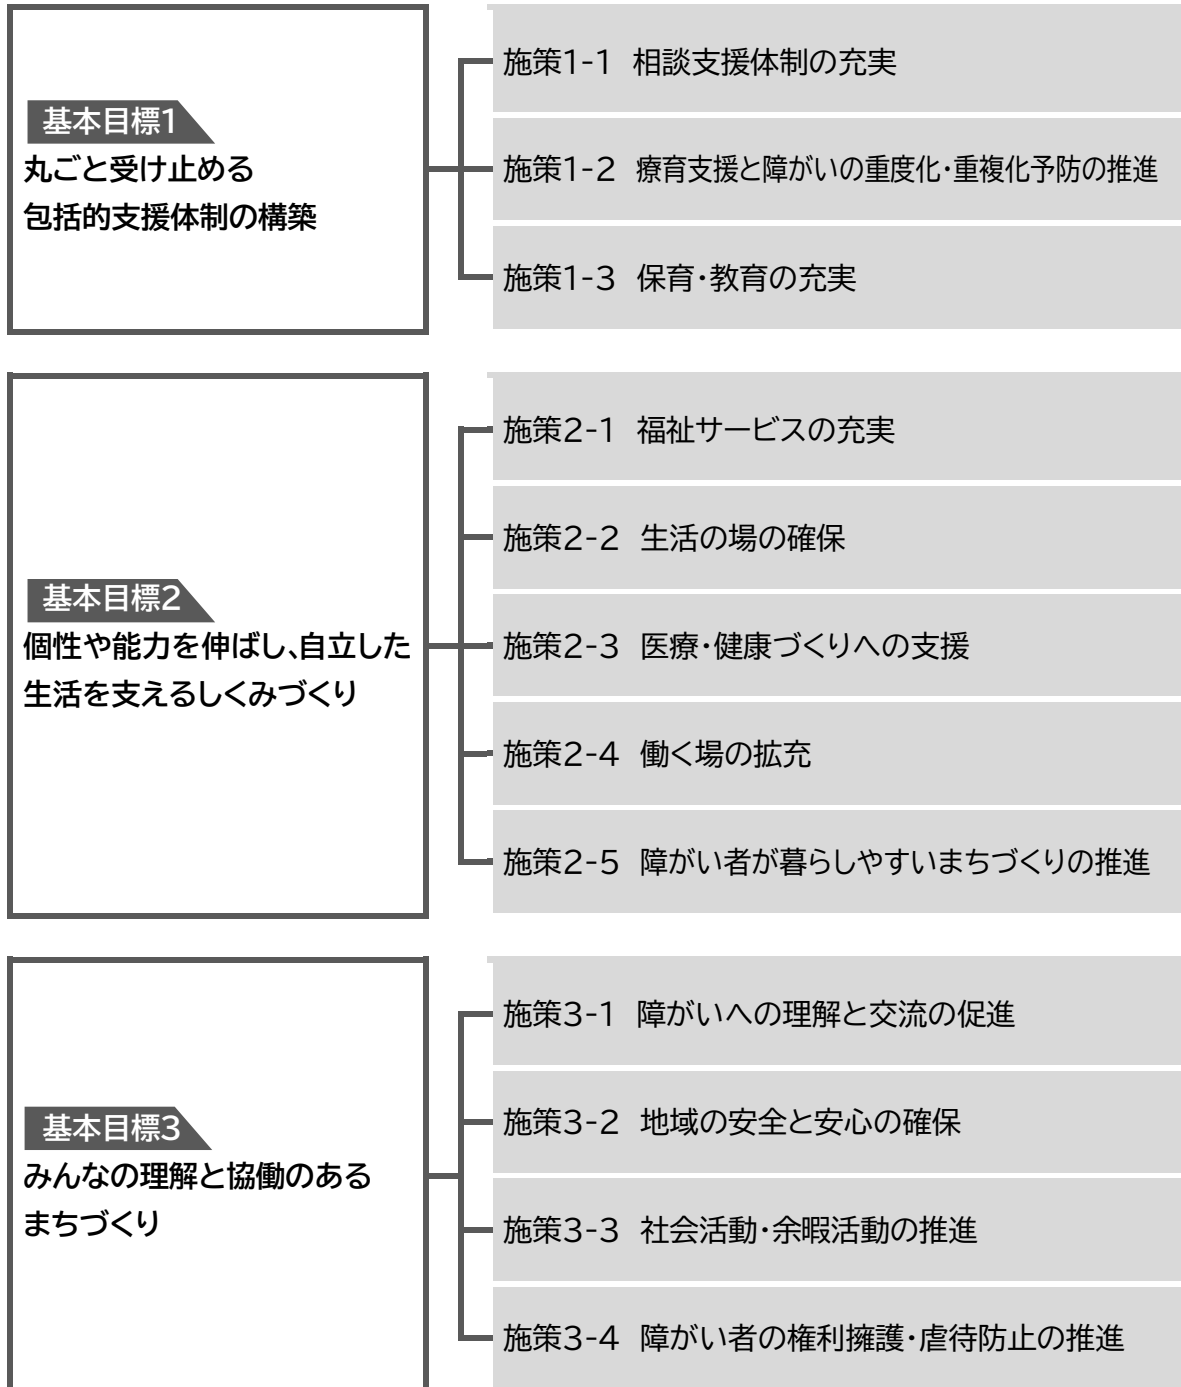 基本目標1
丸ごと受け止める
包括的支援体制の構築
施策1-1 相談支援体制の充実
施策1-2 療育支援と障がいの重度化・重複化予防の推進
施策1-3 保育・教育の充実
基本目標2
個性や能力を伸ばし、自立した
生活を支えるしくみづくり
施策2-1 福祉サービスの充実
施策2-2 生活の場の確保
施策2-3 医療・健康づくりへの支援
施策2-4 働く場の拡充
施策2-5 障がい者が暮らしやすいまちづくりの推進
基本目標3
みんなの理解と協働のある
まちづくり
施策3-1 障がいへの理解と交流の促進
施策3-2 地域の安全と安心の確保
施策3-3 社会活動・余暇活動の推進
施策3-4 障がい者の権利擁護・虐待防止の推進